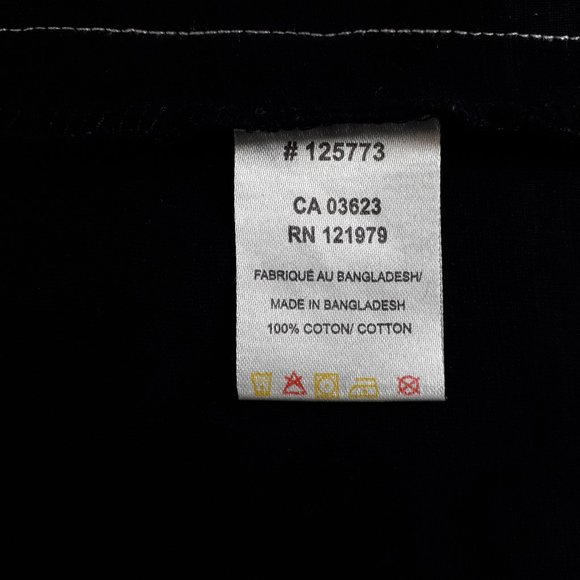 # 125773
CA 03623
RN 121979
FABRIQUÉ AU BANGLADESH/
MADE IN BANGLADESH
100% COTON/ COTTON